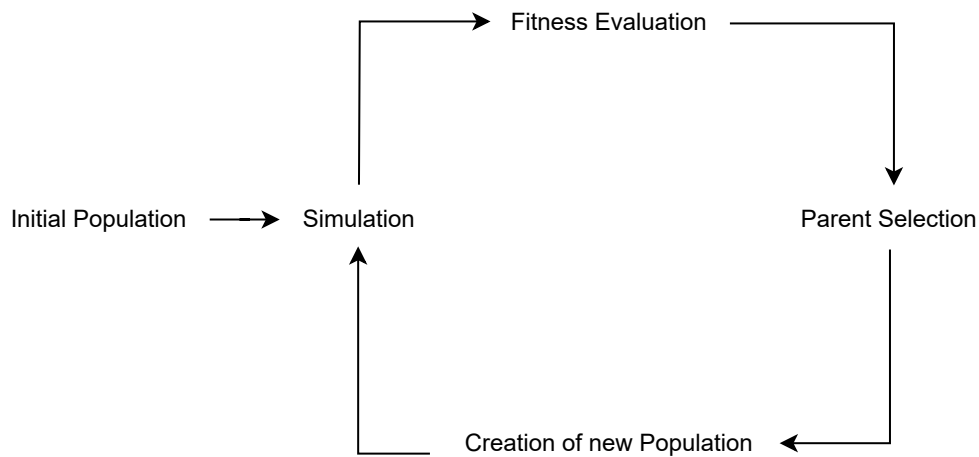 Fitness Evaluation
Initial Population
Simulation
Parent Selection
Creation of new Population